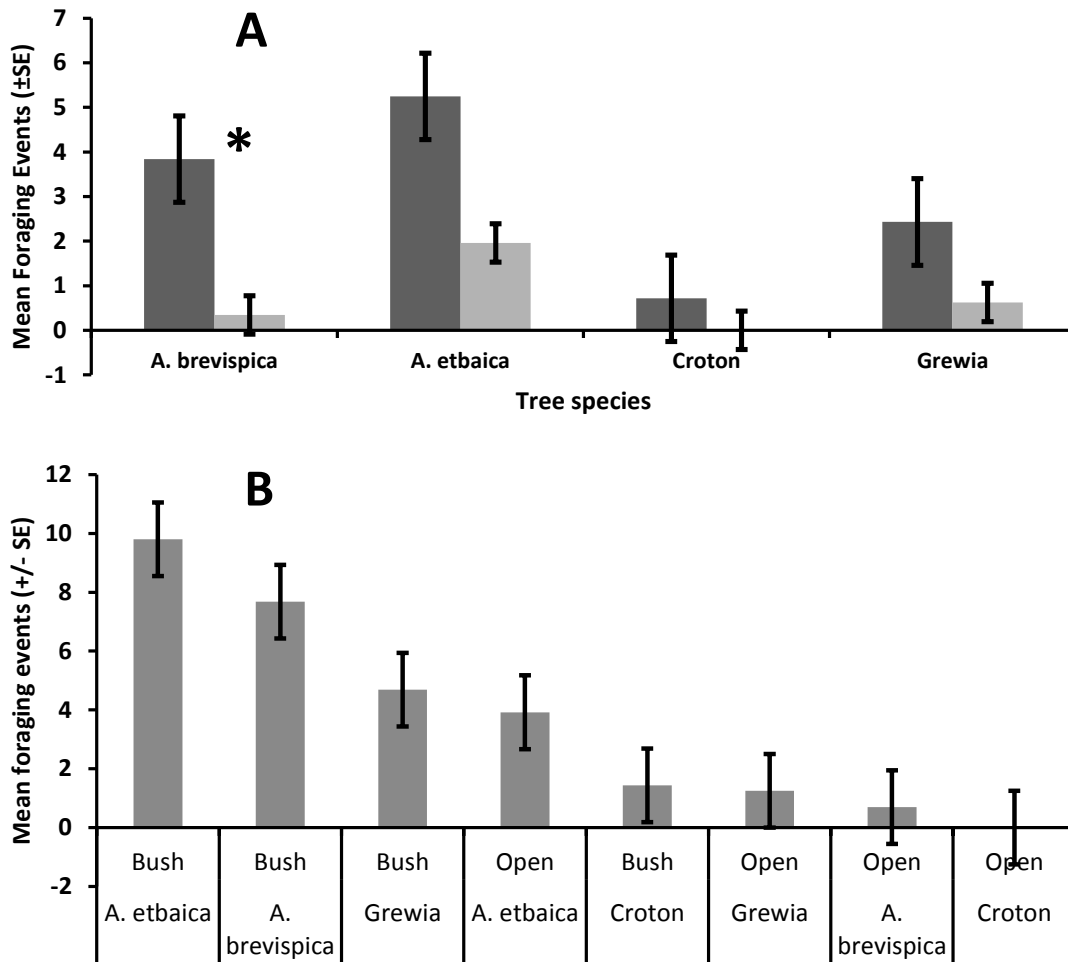 A
Mean Foraging Events (±SE)
7
6
5
4
3
2
1
0
-1
*
A. brevispica A. etbaica Croton Grewia
Tree species
B
Mean foraging events (+/- SE)
12
10
8
6
4
2
0
-2
Bush Bush Bush Open Bush Open Open Open
A. etbaica A. Grewia A. etbaica Croton Grewia A. Croton
brevispica brevispica